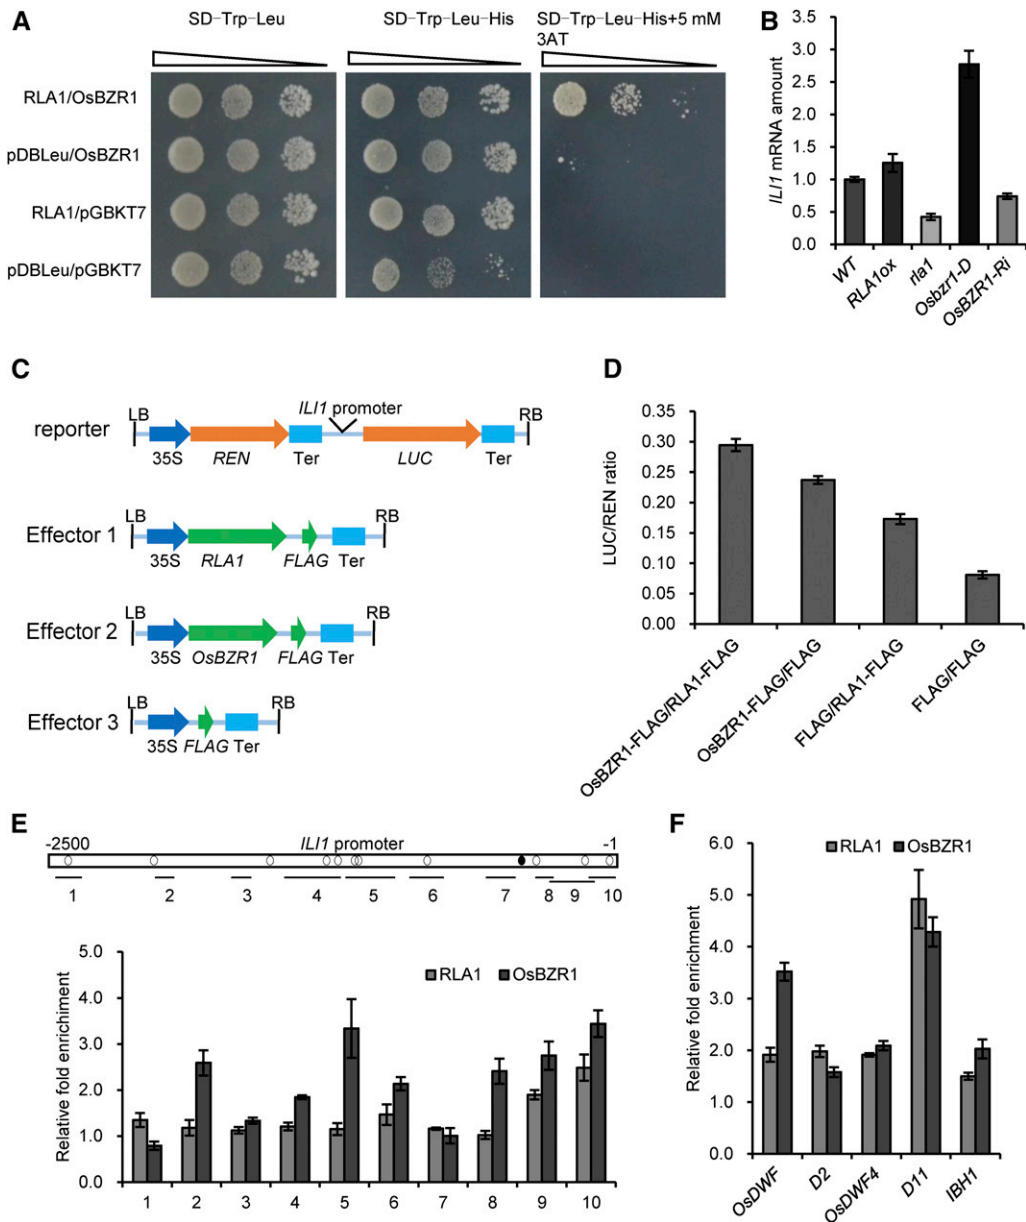 A
SD-Trp-Leu
SD-Trp-Leu-His
SD-Trp-Leu-His+5 mM
3AT
RLA1/OsBZR1
pDBLeu/OsBZR1
RLA1/pGBKT7
pDBLeu/pGBKT7
B
ILI1 mRNA amount
3.5
3.0
2.5
2.0
1.5
1.0
0.5
0.0
WT
RLA1ox
rla1
Osbzr1-D
OsBZR1-Ri
C
reporter
LB
ILI1 promoter
RB
35S
REN
Ter
LUC
Ter
Effector 1
LB
RB
35S
RLA1
FLAG
Ter
Effector 2
LB
RB
35S
OsBZR1
FLAG
Ter
Effector 3
LB
RB
35S
FLAG
Ter
D
LUC/REN ratio
0.35
0.30
0.25
0.20
0.15
0.10
0.05
0.00
OsBZR1-FLAG/RLA1-FLAG
OsBZR1-FLAG/FLAG
FLAG/RLA1-FLAG
FLAG/FLAG
E
-2500
ILI1 promoter
-1
1
2
3
4
5
6
7
8
9
10
Relative fold enrichiment
5.0
4.0
3.0
2.0
1.0
0.0
RLA1
OsBZR1
1
2
3
4
5
6
7
8
9
10
F
Relative fold enrichment
6.0
5.0
4.0
3.0
2.0
1.0
0.0
RLA1
OsBZR1
OsDWF
D2
OsDWF4
D11
IBH1